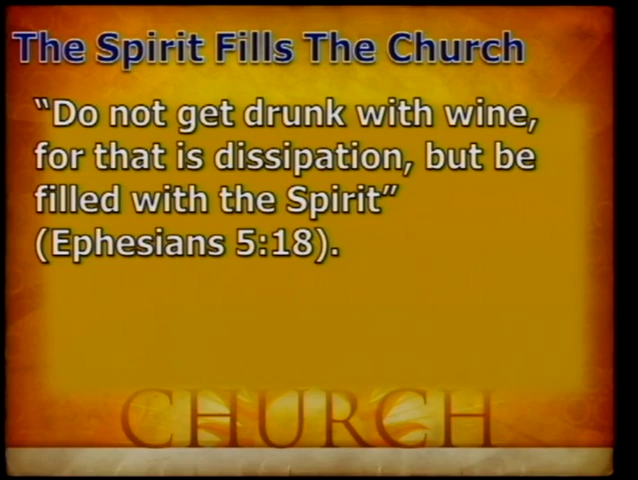 The Spirit Fills The Church
“Do not get drunk with wine,
for that is dissipation, but be
filled with the Spirit”
(Ephesians 5:18).
CHURCH